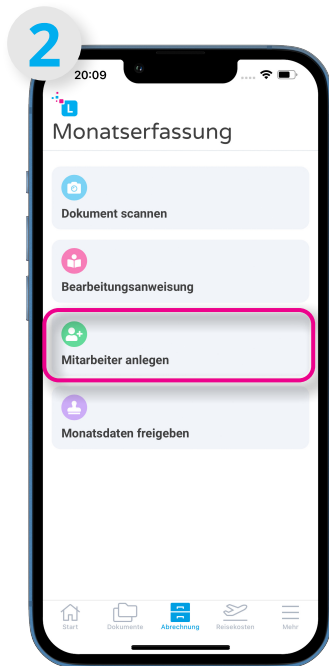 2
20:09
L
Monatserfassung
Dokument scannen
Bearbeitungsanweisung
Mitarbeiter anlegen
Monatsdaten freigeben
Start Dokumente Abrechnung Reisekosten Mehr